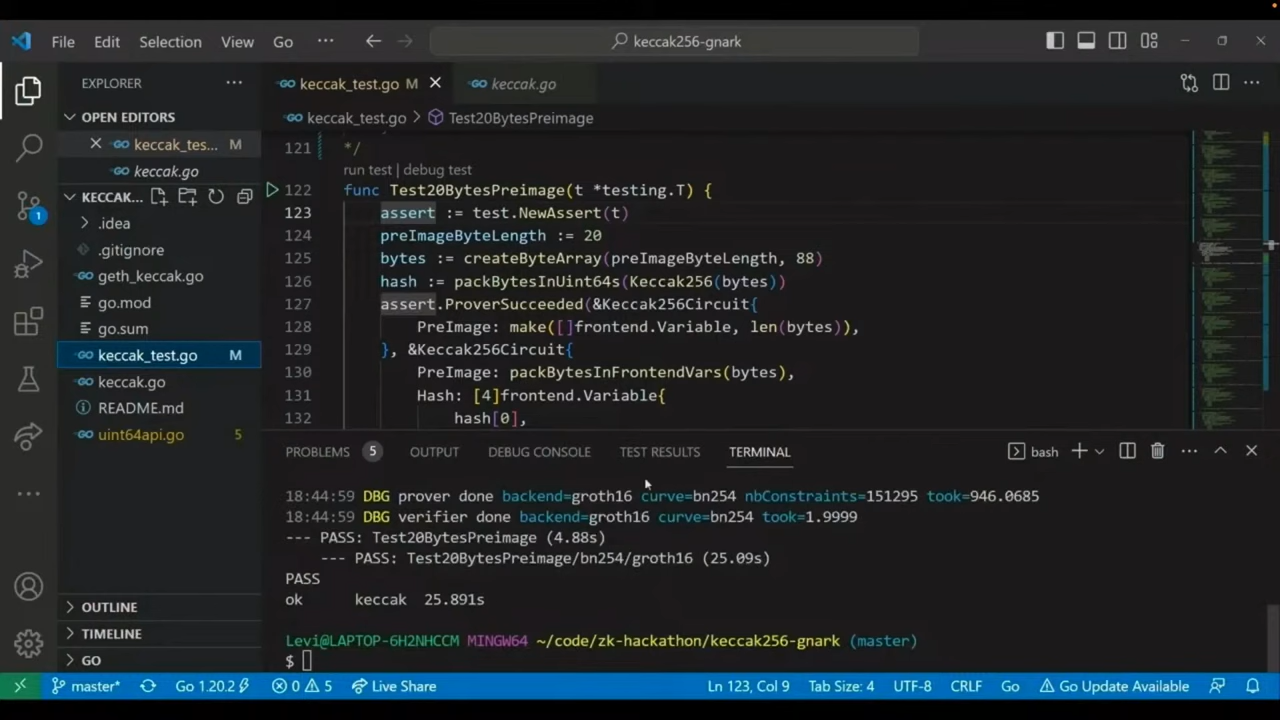 File Edit Selection View Go ··· keccak256-gnark
EXPLORER
OPEN EDITORS
keccak_tes... M
keccak.go
KECCAK...
.idea
.gitignore
geth_keccak.go
go.mod
go.sum
keccak_test.go M
keccak.go
README.md
uint64api.go 5
OUTLINE
TIMELINE
GO
1
keccak_test.go M
keccak.go
keccak_test.go > Test20BytesPreimage
121 */
run test | debug test
122 func Test20BytesPreimage(t *testing.T) {
123 assert := test.NewAssert(t)
124 preImageByteLength := 20
125 bytes := createByteArray(preImageByteLength, 88)
126 hash := packBytesInUint64s(Keccak256(bytes))
127 assert.ProverSucceeded(&Keccak256Circuit{
128 PreImage: make([]frontend.Variable, len(bytes)),
129 }, &Keccak256Circuit{
130 PreImage: packBytesInFrontendVars(bytes),
131 Hash: [4]frontend.Variable{
132 hash[0],
PROBLEMS 5 OUTPUT DEBUG CONSOLE TEST RESULTS TERMINAL bash
18:44:59 DBG prover done backend=groth16 curve=bn254 nbConstraints=151295 took=946.0685
18:44:59 DBG verifier done backend=groth16 curve=bn254 took=1.9999
--- PASS: Test20BytesPreimage (4.88s)
--- PASS: Test20BytesPreimage/bn254/groth16 (25.09s)
PASS
ok keccak 25.891s
Levi@LAPTOP-6H2NHCCM MINGW64 ~/code/zk-hackathon/keccak256-gnark (master)
$
master* Go 1.20.2 0 5 Live Share Ln 123, Col 9 Tab Size: 4 UTF-8 CRLF Go Go Update Available